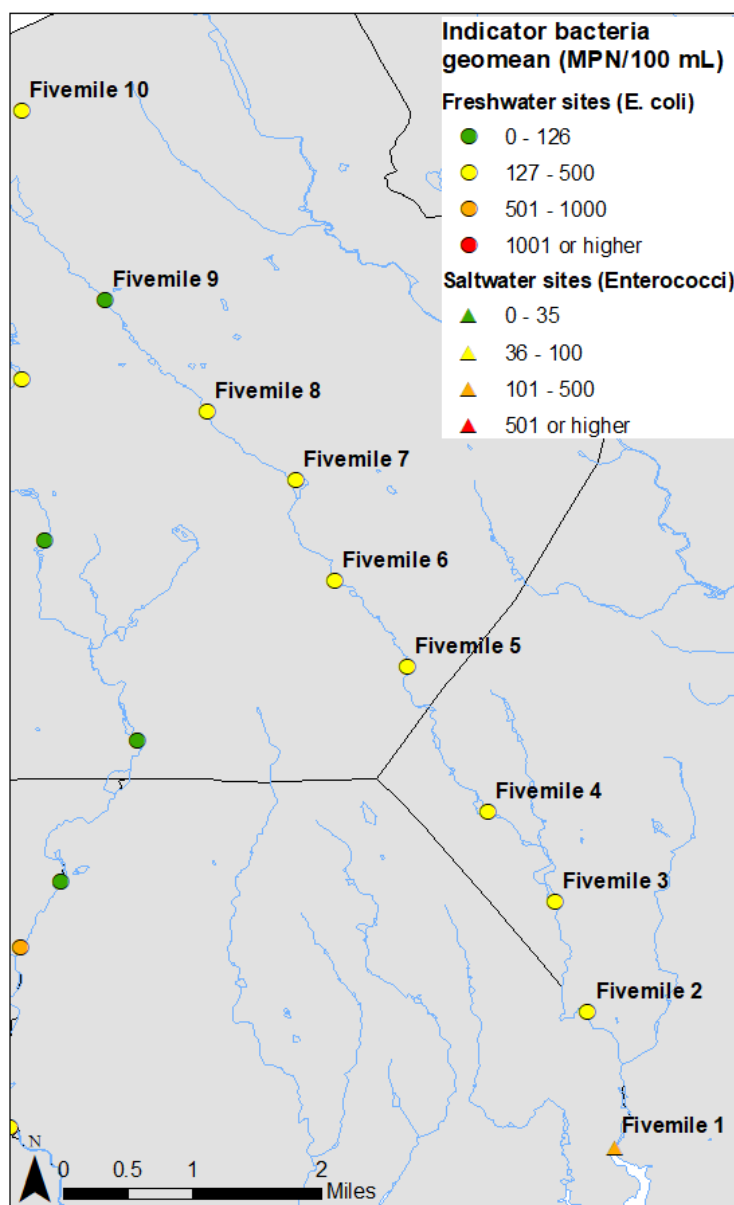 Indicator bacteria
geomean (MPN/100 mL)
Freshwater sites (E. coli)
0 - 126
127 - 500
501 - 1000
1001 or higher
Saltwater sites (Enterococci)
0 - 35
36 - 100
101 - 500
501 or higher
Fivemile 10
Fivemile 9
Fivemile 8
Fivemile 7
Fivemile 6
Fivemile 5
Fivemile 4
Fivemile 3
Fivemile 2
Fivemile 1
N
0 0.5 1 2
Miles